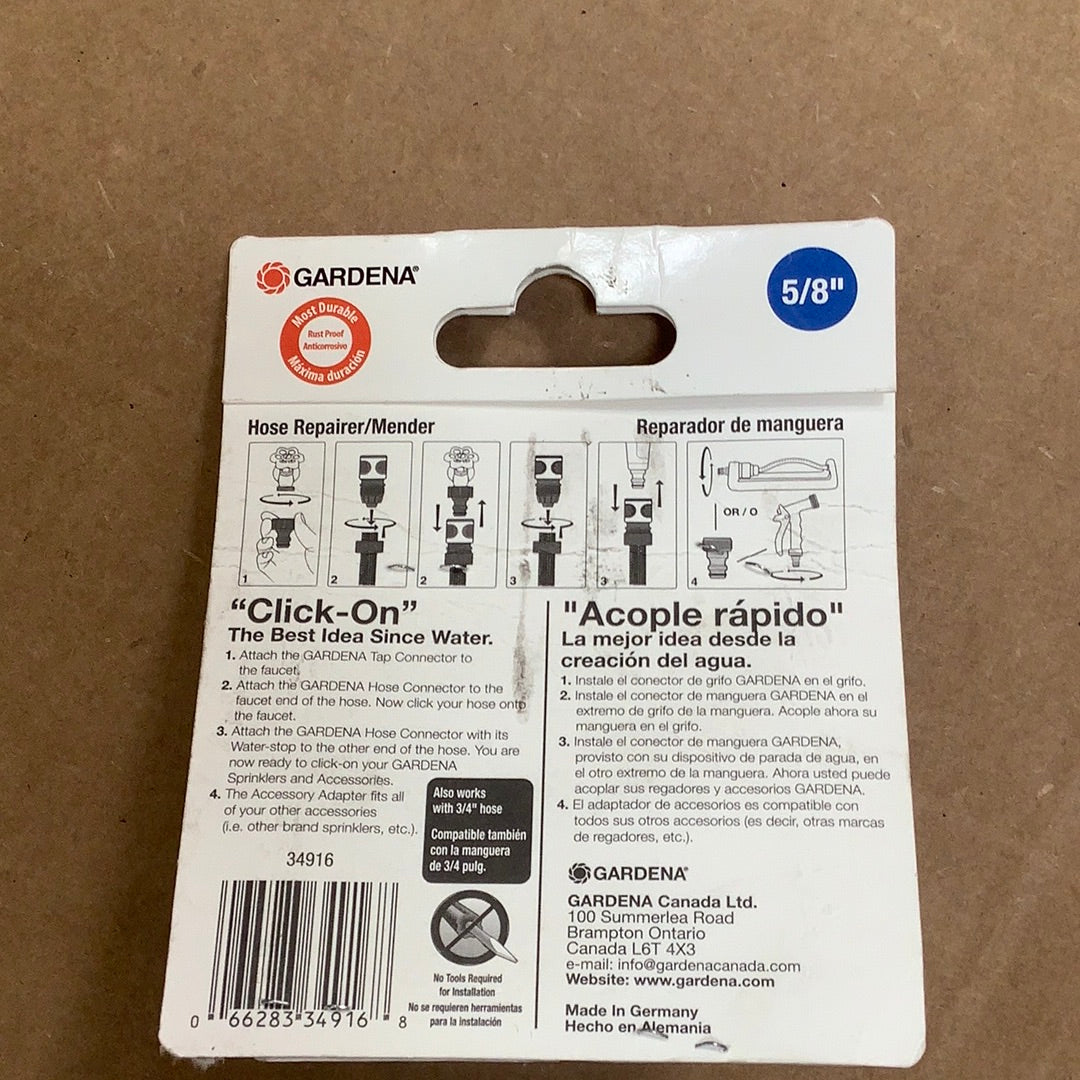 GARDENA®
5/8"
Most Durable
Rust Proof
Anticorrosivo
Máxima duración
Hose Repairer/Mender
Reparador de manguera
OR / O
1
2
2
3
3
4
“Click-On”
The Best Idea Since Water.
1. Attach the GARDENA Tap Connector to
the faucet.
2. Attach the GARDENA Hose Connector to the
faucet end of the hose. Now click your hose onto
the faucet.
3. Attach the GARDENA Hose Connector with its
Water-stop to the other end of the hose. You are
now ready to click-on your GARDENA
Sprinklers and Accessories.
4. The Accessory Adapter fits all
of your other accessories
(i.e. other brand sprinklers, etc.).
Also works
with 3/4" hose
Compatible también
con la manguera
de 3/4 pulg.
34916
0 66283 34916 8
No Tools Required
for Installation
No se requieren herramientas
para la instalación
"Acople rápido"
La mejor idea desde la
creación del agua.
1. Instale el conector de grifo GARDENA en el grifo.
2. Instale el conector de manguera GARDENA en el
extremo de grifo de la manguera. Acople ahora su
manguera en el grifo.
3. Instale el conector de manguera GARDENA,
provisto con su dispositivo de parada de agua, en
el otro extremo de la manguera. Ahora usted puede
acoplar sus regadores y accesorios GARDENA.
4. El adaptador de accesorios es compatible con
todos sus otros accesorios (es decir, otras marcas
de regadores, etc.).
GARDENA®
GARDENA Canada Ltd.
100 Summerlea Road
Brampton Ontario
Canada L6T 4X3
e-mail: info@gardenacanada.com
Website: www.gardena.com
Made In Germany
Hecho en Alemania